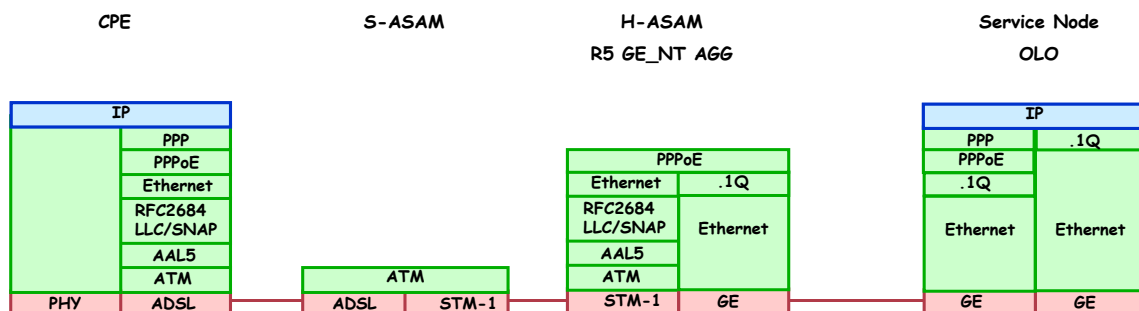 CPE
S-ASAM
H-ASAM
R5 GE_NT AGG
Service Node
OLO
IP
PPP
PPPoE
Ethernet
RFC2684
LLC/SNAP
AAL5
ATM
PHY
ADSL
ATM
ADSL
STM-1
PPPoE
Ethernet
.1Q
RFC2684
LLC/SNAP
Ethernet
AAL5
ATM
STM-1
GE
IP
PPP
.1Q
PPPoE
.1Q
Ethernet
Ethernet
GE
GE